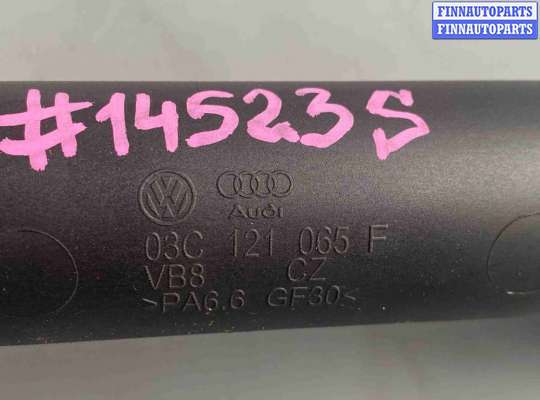 FINNAUTOPARTS
FINNAUTOPARTS
#14523S
Audi
03C 121 065 F
VB8 CZ
>PA6.6 GF30<